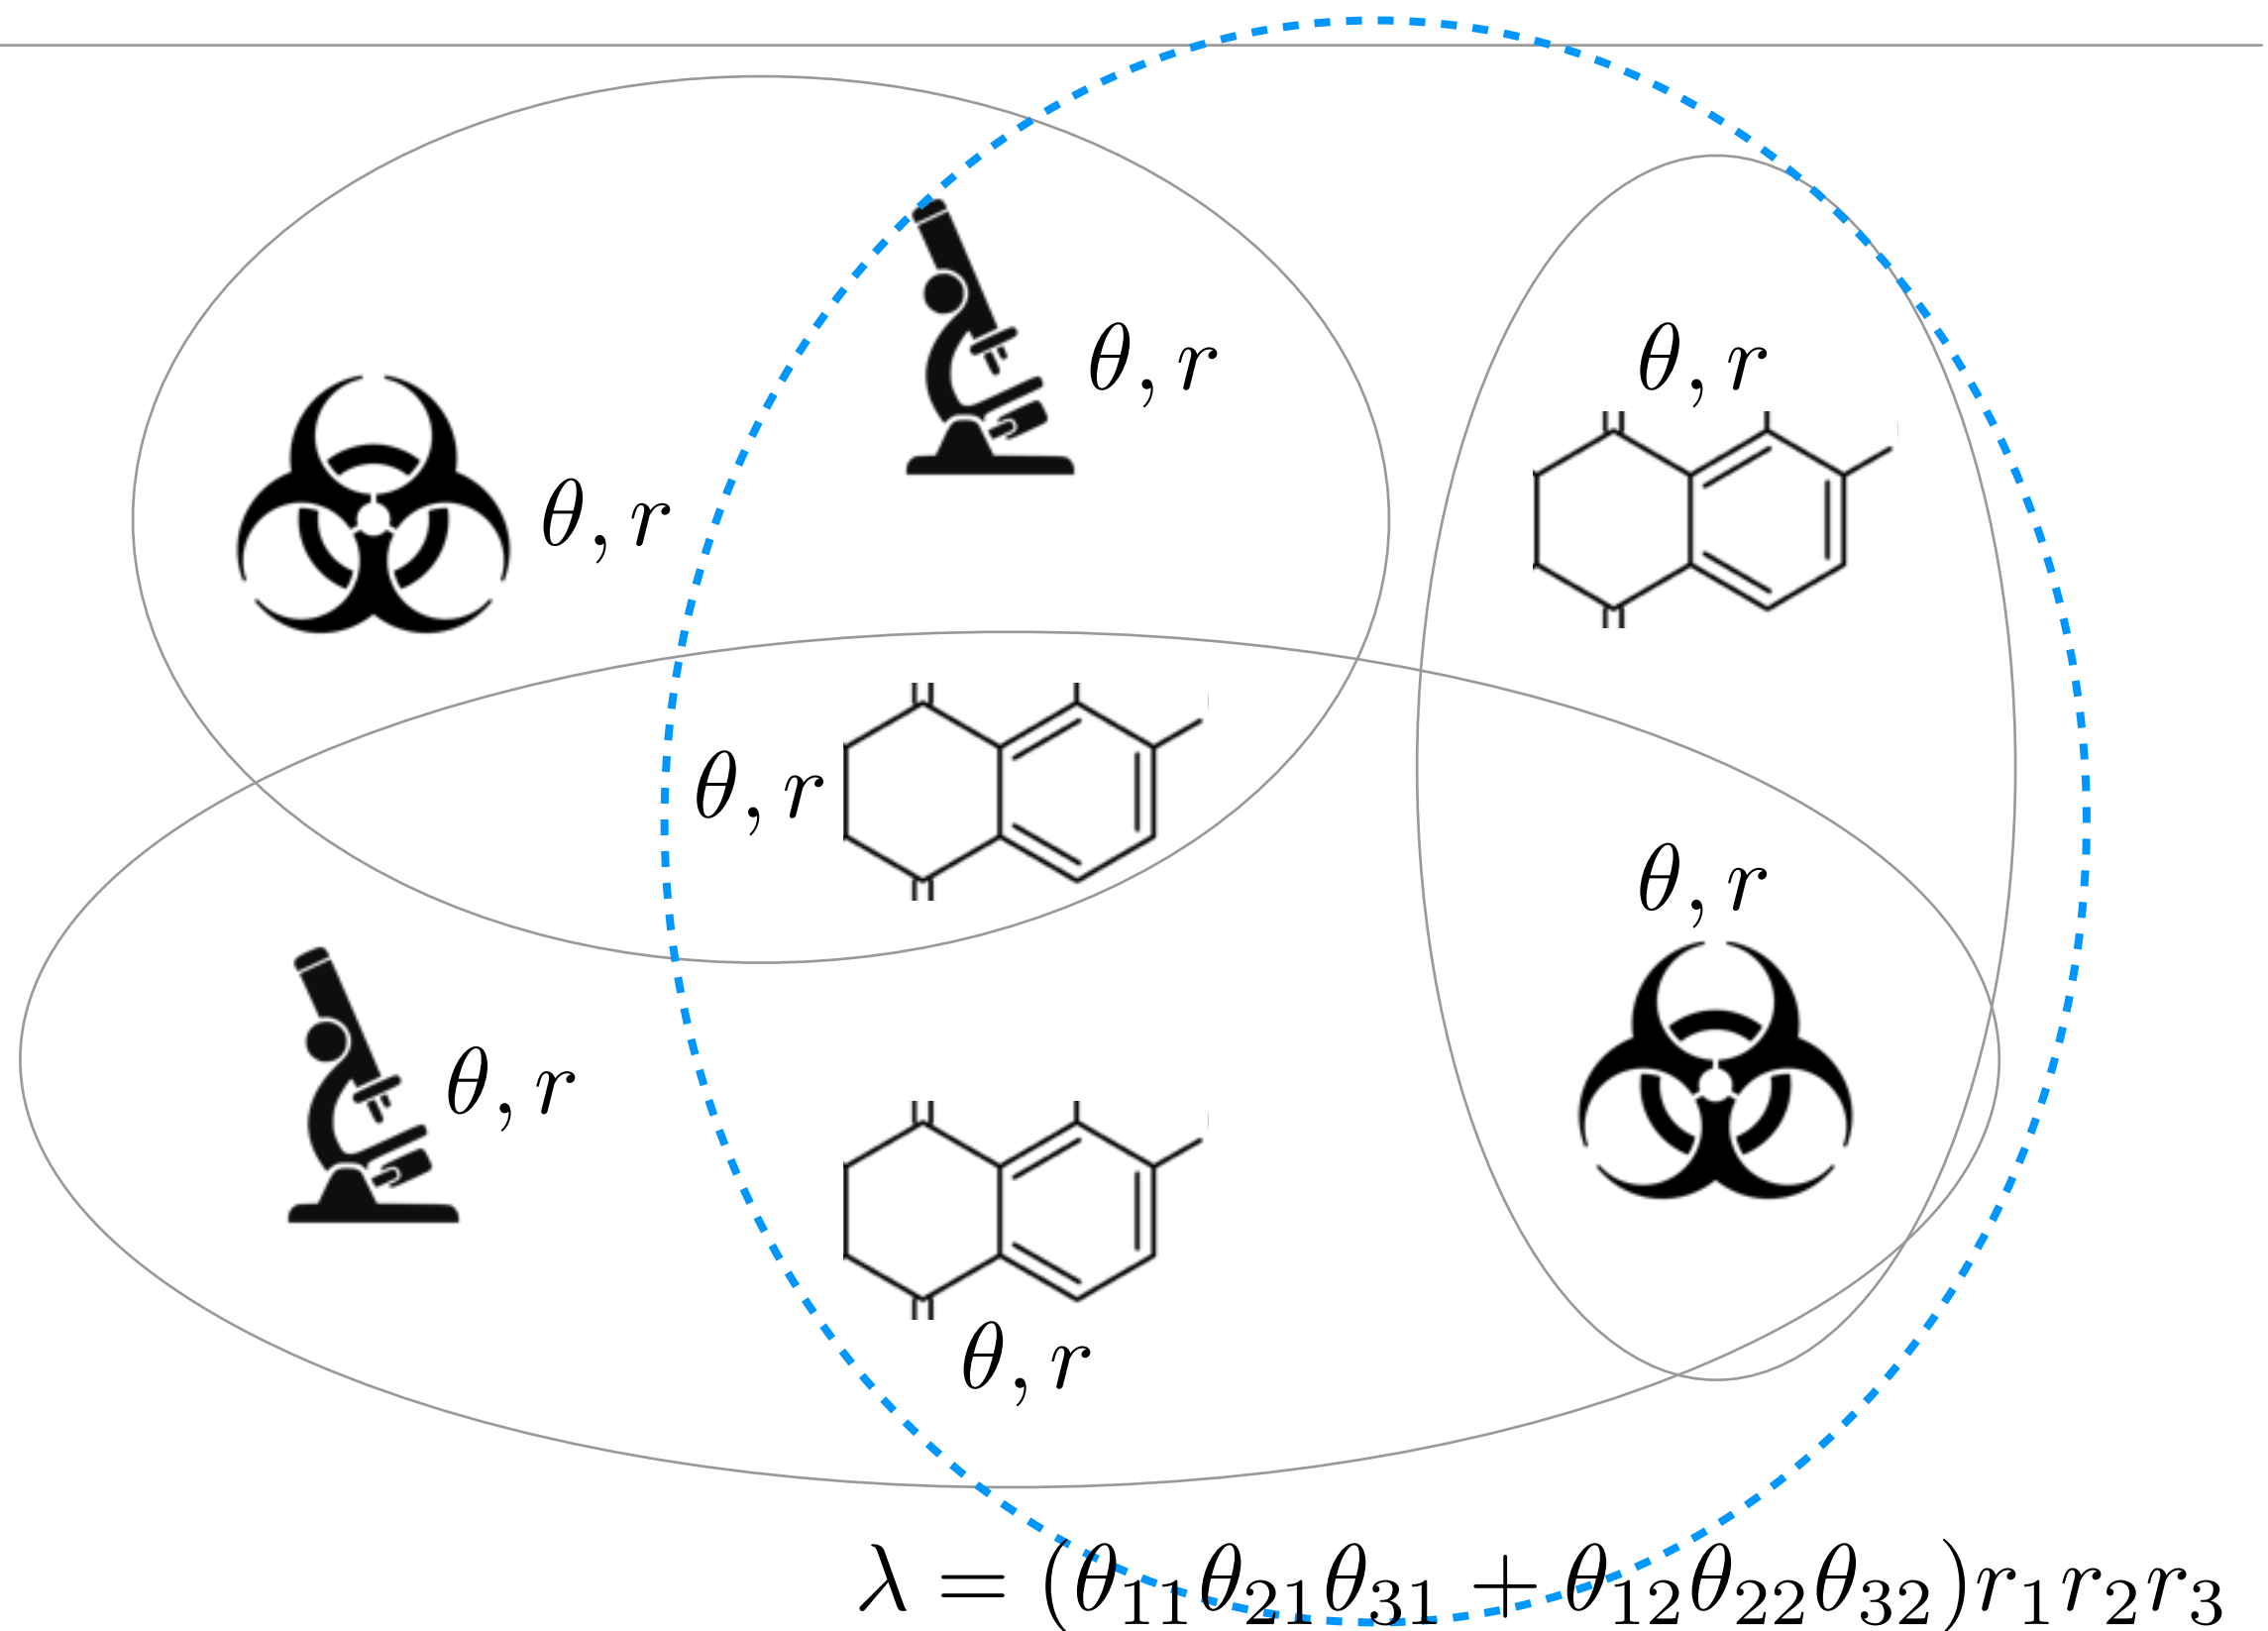 θ, r
θ, r
θ, r
θ, r
θ, r
θ, r
θ, r
λ = (θ₁₁θ₂₁θ₃₁ + θ₁₂θ₂₂θ₃₂)r₁r₂r₃